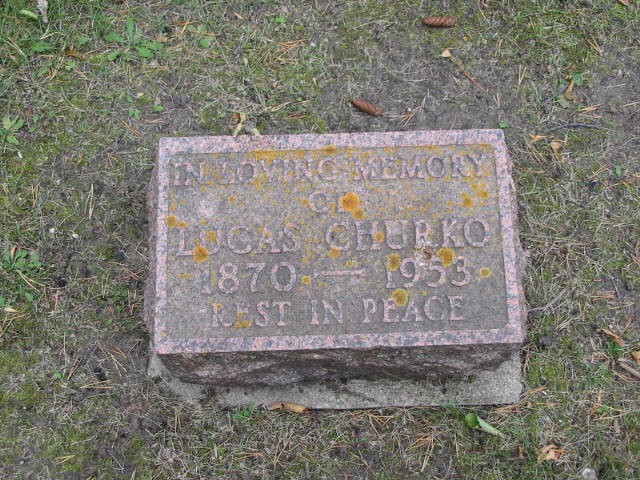 IN LOVING MEMORY
OF
LUCAS CHURKO
1870 — 1953
REST IN PEACE